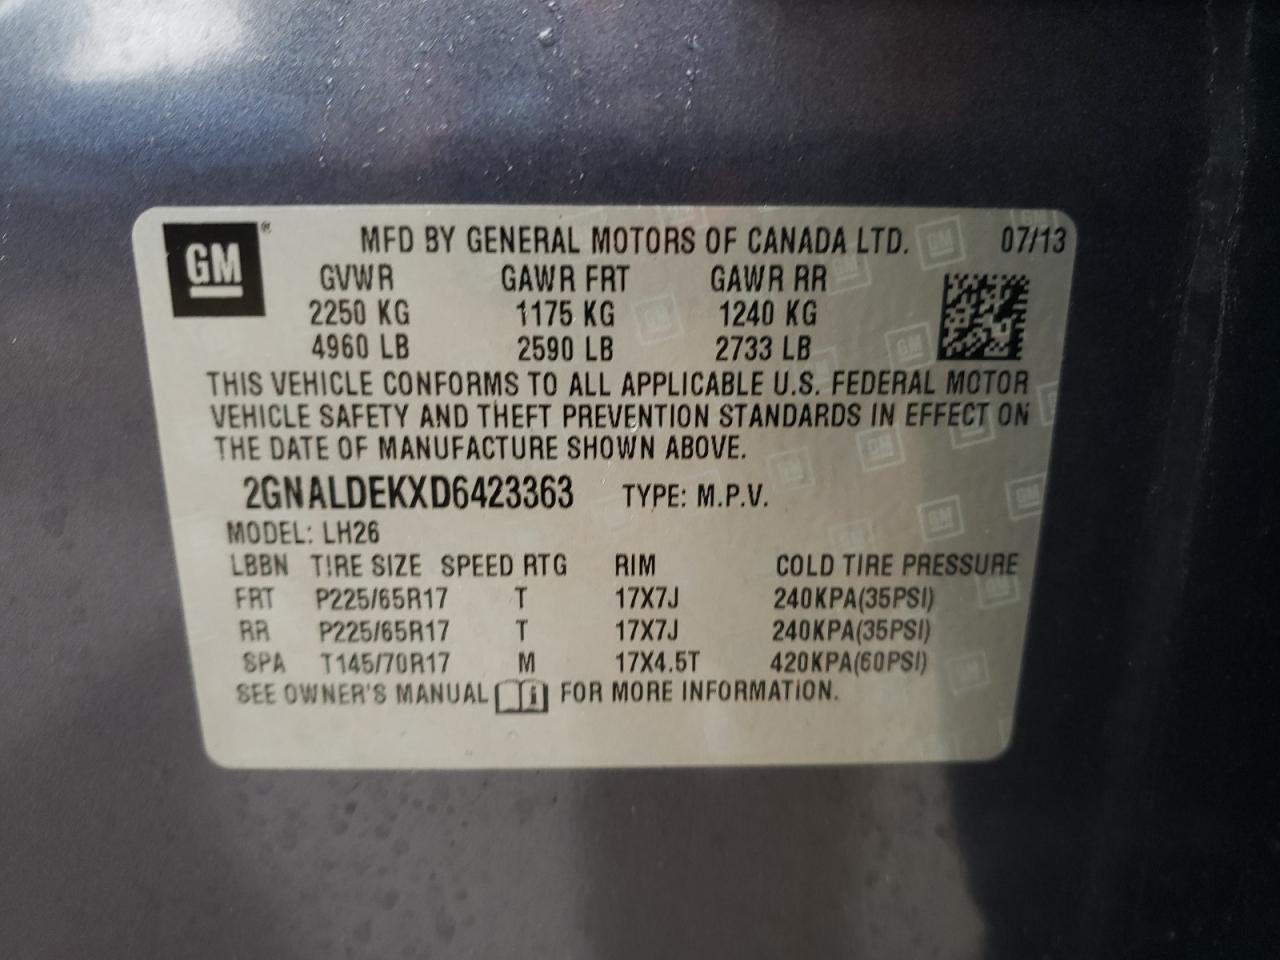 GM®
MFD BY GENERAL MOTORS OF CANADA LTD. 07/13
GVWR GAWR FRT GAWR RR
2250 KG 1175 KG 1240 KG
4960 LB 2590 LB 2733 LB
THIS VEHICLE CONFORMS TO ALL APPLICABLE U.S. FEDERAL MOTOR
VEHICLE SAFETY AND THEFT PREVENTION STANDARDS IN EFFECT ON
THE DATE OF MANUFACTURE SHOWN ABOVE.
2GNALDEKXD6423363 TYPE: M.P.V.
MODEL: LH26
LBBN TIRE SIZE SPEED RTG RIM COLD TIRE PRESSURE
FRT P225/65R17 T 17X7J 240KPA(35PSI)
RR P225/65R17 T 17X7J 240KPA(35PSI)
SPA T145/70R17 M 17X4.5T 420KPA(60PSI)
SEE OWNER'S MANUAL i FOR MORE INFORMATION.